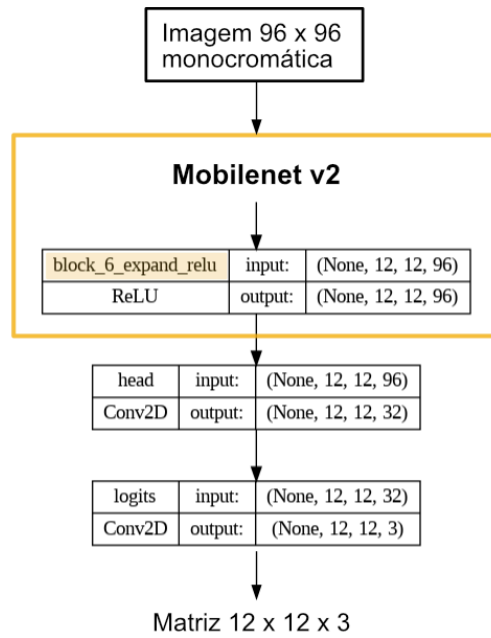 Imagem 96 x 96
monocromática
Mobilenet v2
block_6_expand_relu input: (None, 12, 12, 96)
ReLU output: (None, 12, 12, 96)
head input: (None, 12, 12, 96)
Conv2D output: (None, 12, 12, 32)
logits input: (None, 12, 12, 32)
Conv2D output: (None, 12, 12, 3)
Matriz 12 x 12 x 3